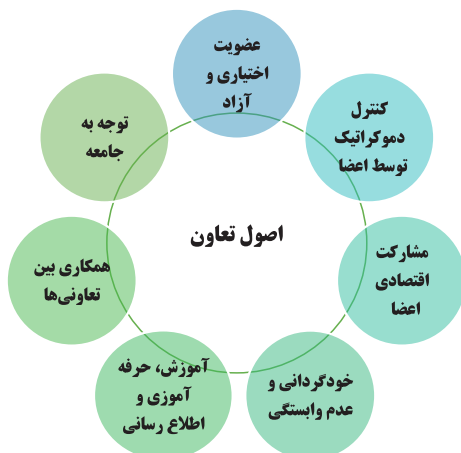 اصول تعاون
عضویت
اختیاری و
آزاد
کنترل
دموکراتیک
توسط اعضا
مشارکت
اقتصادی
اعضا
خودگردانی و
عدم وابستگی
آموزش، حرفه
آموزی و
اطلاع رسانی
همکاری بین
تعاونی‌ها
توجه به
جامعه